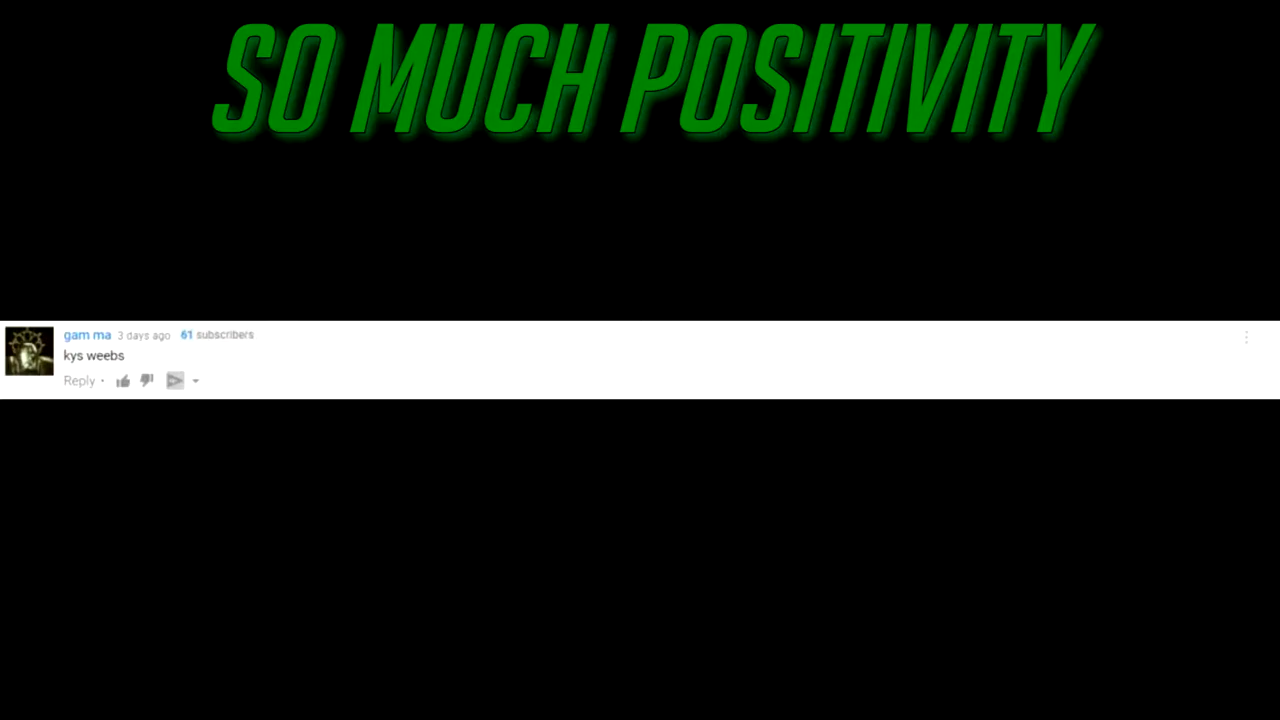 SO MUCH POSITIVITY
gam ma 3 days ago 61 subscribers
kys weebs
Reply •